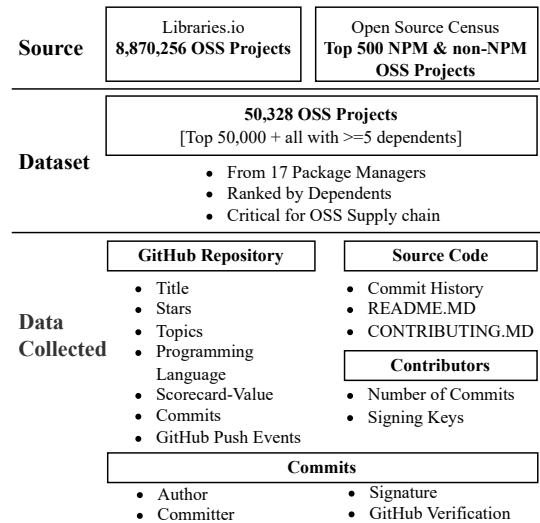 Source
Libraries.io
8,870,256 OSS Projects
Open Source Census
Top 500 NPM & non-NPM
OSS Projects
Dataset
50,328 OSS Projects
[Top 50,000 + all with >=5 dependents]
• From 17 Package Managers
• Ranked by Dependents
• Critical for OSS Supply chain
Data
Collected
GitHub Repository
• Title
• Stars
• Topics
• Programming
Language
• Scorecard-Value
• Commits
• GitHub Push Events
Source Code
• Commit History
• README.MD
• CONTRIBUTING.MD
Contributors
• Number of Commits
• Signing Keys
Commits
• Author
• Committer
• Signature
• GitHub Verification